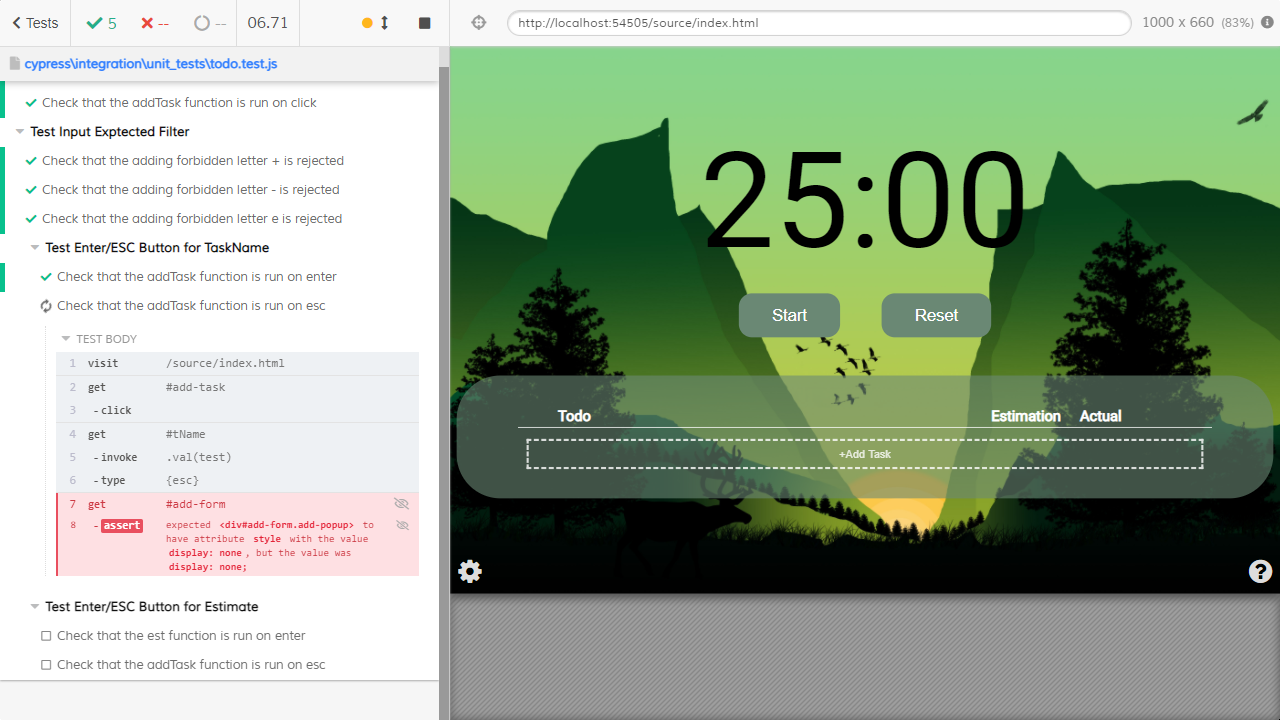 Tests
5
--
--
06.71
http://localhost:54505/source/index.html
1000 x 660 (83%)
cypress\integration\unit_tests\todo.test.js
Check that the addTask function is run on click
Test Input Exptected Filter
Check that the adding forbidden letter + is rejected
Check that the adding forbidden letter - is rejected
Check that the adding forbidden letter e is rejected
Test Enter/ESC Button for TaskName
Check that the addTask function is run on enter
Check that the addTask function is run on esc
TEST BODY
1 visit /source/index.html
2 get #add-task
3 - click
4 get #tName
5 - invoke .val(test)
6 - type {esc}
7 get #add-form
8 - assert expected <div#add-form.add-popup> to
have attribute style with the value
display: none , but the value was
display: none;
Test Enter/ESC Button for Estimate
Check that the est function is run on enter
Check that the addTask function is run on esc
25:00
Start Reset
Todo Estimation Actual
+Add Task
?